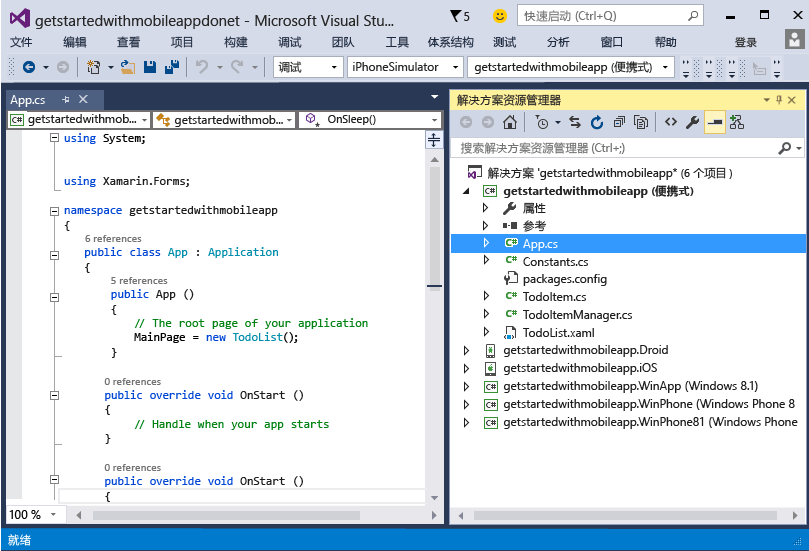 getstartedwithmobileappdonet - Microsoft Visual Stu...
5
快速启动 (Ctrl+Q)
文件 编辑 查看 项目 构建 调试 团队 工具 体系结构 测试 分析 窗口 帮助 登录
调试 iPhoneSimulator getstartedwithmobileapp (便携式)
App.cs
getstartedwithmob... getstartedwithmob... OnSleep()
using System;
using Xamarin.Forms;
namespace getstartedwithmobileapp
{
6 references
public class App : Application
{
5 references
public App ()
{
// The root page of your application
MainPage = new TodoList();
}
0 references
public override void OnStart ()
{
// Handle when your app starts
}
0 references
public override void OnStart ()
{
100 %
解决方案资源管理器
搜索解决方案资源管理器 (Ctrl+;)
解决方案 'getstartedwithmobileapp* (6 个项目)
C# getstartedwithmobileapp (便携式)
属性
参考
C# App.cs
C# Constants.cs
packages.config
C# TodoItem.cs
C# TodoItemManager.cs
TodoList.xaml
getstartedwithmobileapp.Droid
getstartedwithmobileapp.iOS
C# getstartedwithmobileapp.WinApp (Windows 8.1)
C# getstartedwithmobileapp.WinPhone (Windows Phone 8
C# getstartedwithmobileapp.WinPhone81 (Windows Phone
就绪